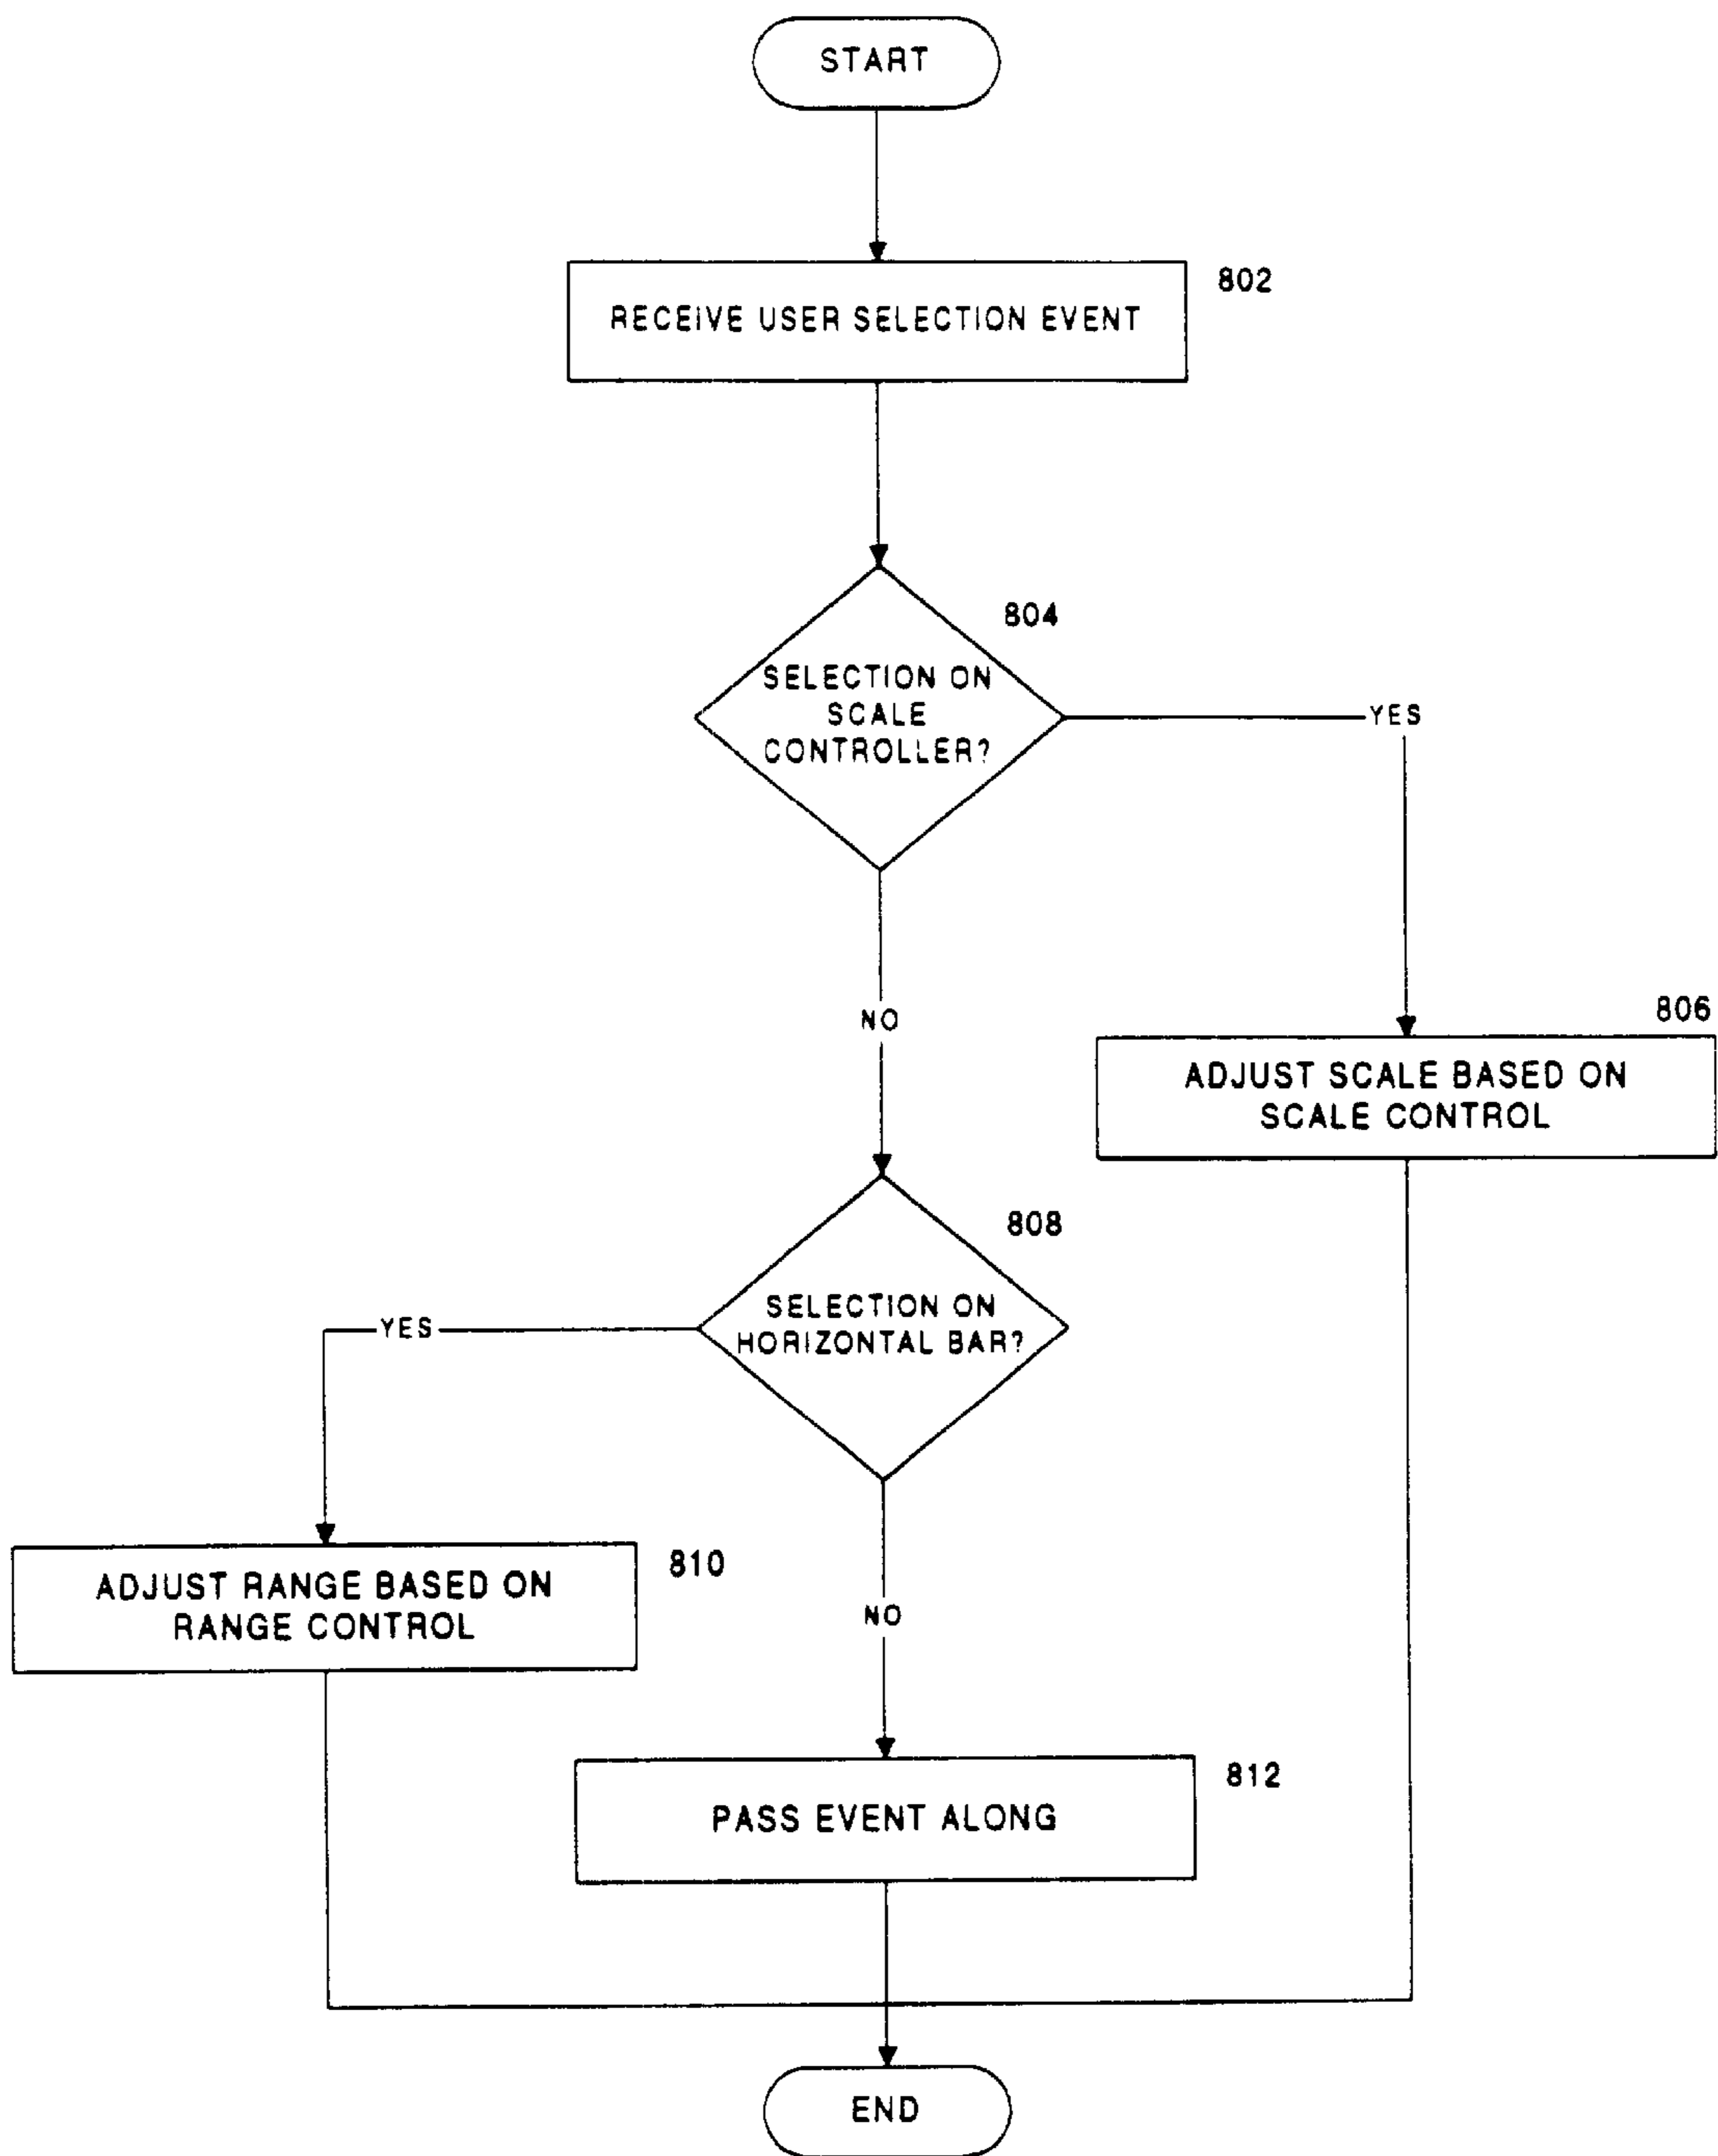 START
802
RECEIVE USER SELECTION EVENT
804
SELECTION ON
SCALE
CONTROLLER?
YES
NO
806
ADJUST SCALE BASED ON
SCALE CONTROL
808
SELECTION ON
HORIZONTAL BAR?
YES
810
ADJUST RANGE BASED ON
RANGE CONTROL
NO
812
PASS EVENT ALONG
END